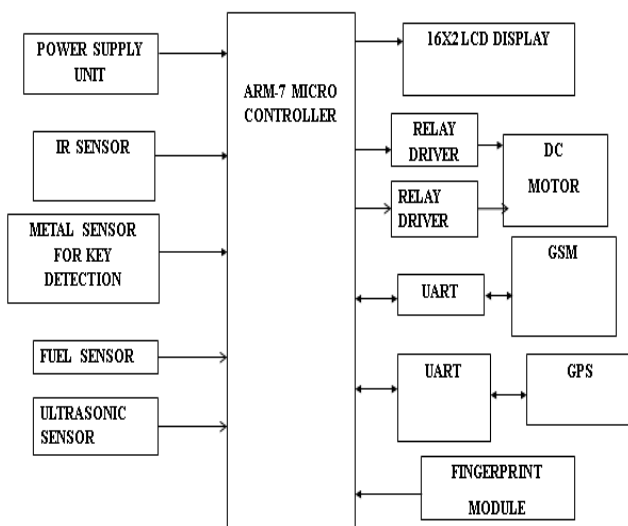 POWER SUPPLY
UNIT
IR SENSOR
METAL SENSOR
FOR KEY
DETECTION
FUEL SENSOR
ULTRASONIC
SENSOR
ARM-7 MICRO
CONTROLLER
16X2 LCD DISPLAY
RELAY
DRIVER
DC
MOTOR
RELAY
DRIVER
GSM
UART
UART
GPS
FINGERPRINT
MODULE